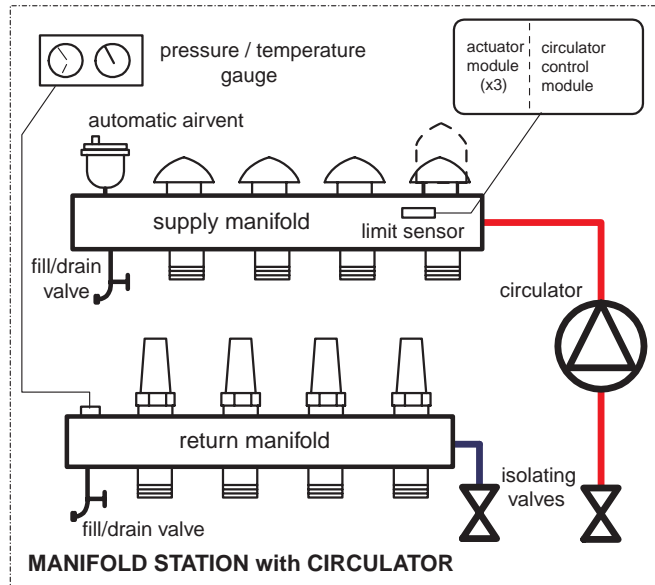 pressure / temperature
gauge
actuator
module
(x3)
circulator
control
module
automatic airvent
supply manifold
limit sensor
fill/drain
valve
circulator
return manifold
isolating
valves
fill/drain valve
MANIFOLD STATION with CIRCULATOR